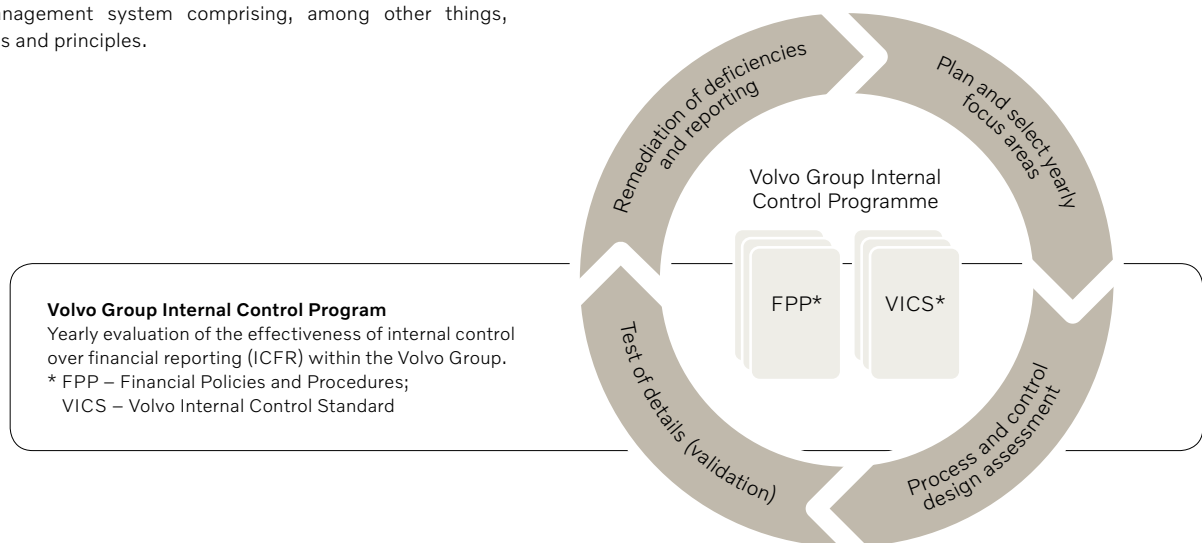 nagement system comprising, among other things,
s and principles.
Remediation of deficiencies
and reporting
Plan and select yearly
focus areas
Volvo Group Internal
Control Programme
FPP*
VICS*
Volvo Group Internal Control Program
Yearly evaluation of the effectiveness of internal control
over financial reporting (ICFR) within the Volvo Group.
* FPP – Financial Policies and Procedures;
VICS – Volvo Internal Control Standard
Test of details (validation)
Process and control
design assessment